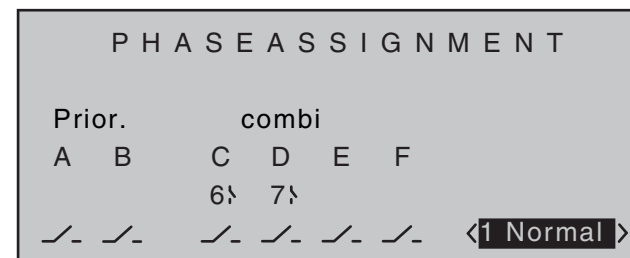 PHASEASSIGNMENT
Prior. combi
A B C D E F
6 7
<1 Normal>